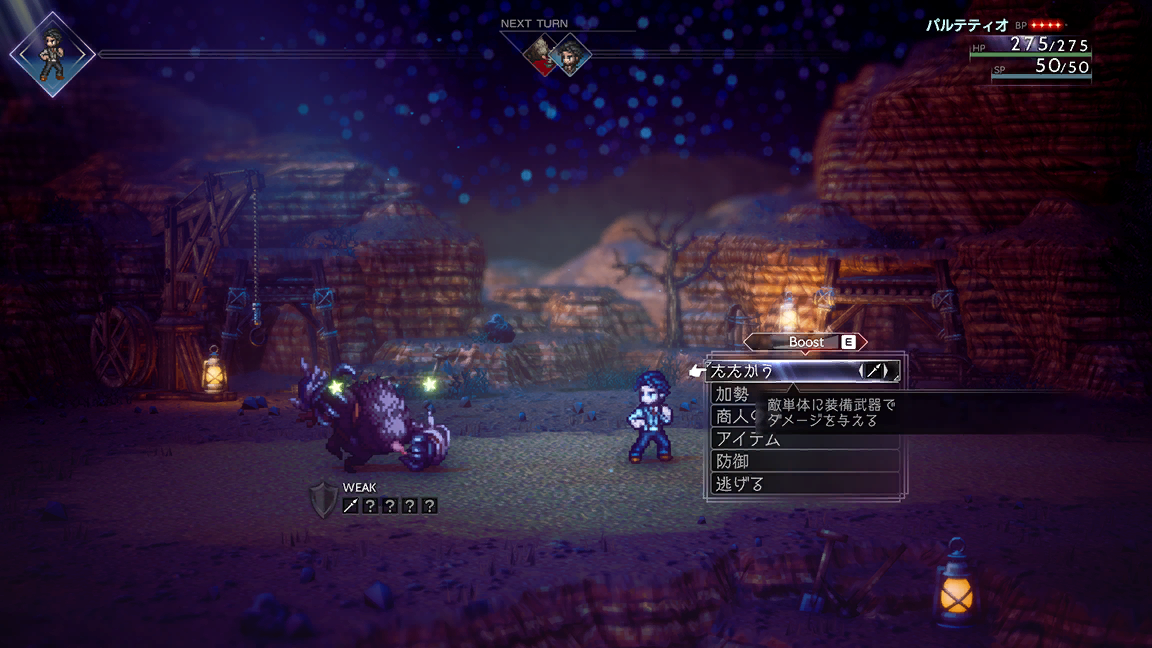 NEXT TURN
パルテティオ BP
HP 275/275
SP 50/50
Boost E
たたかう
加勢
敵単体に装備武器で
ダメージを与える
商人の
アイテム
防御
逃げる
WEAK
? ? ? ?